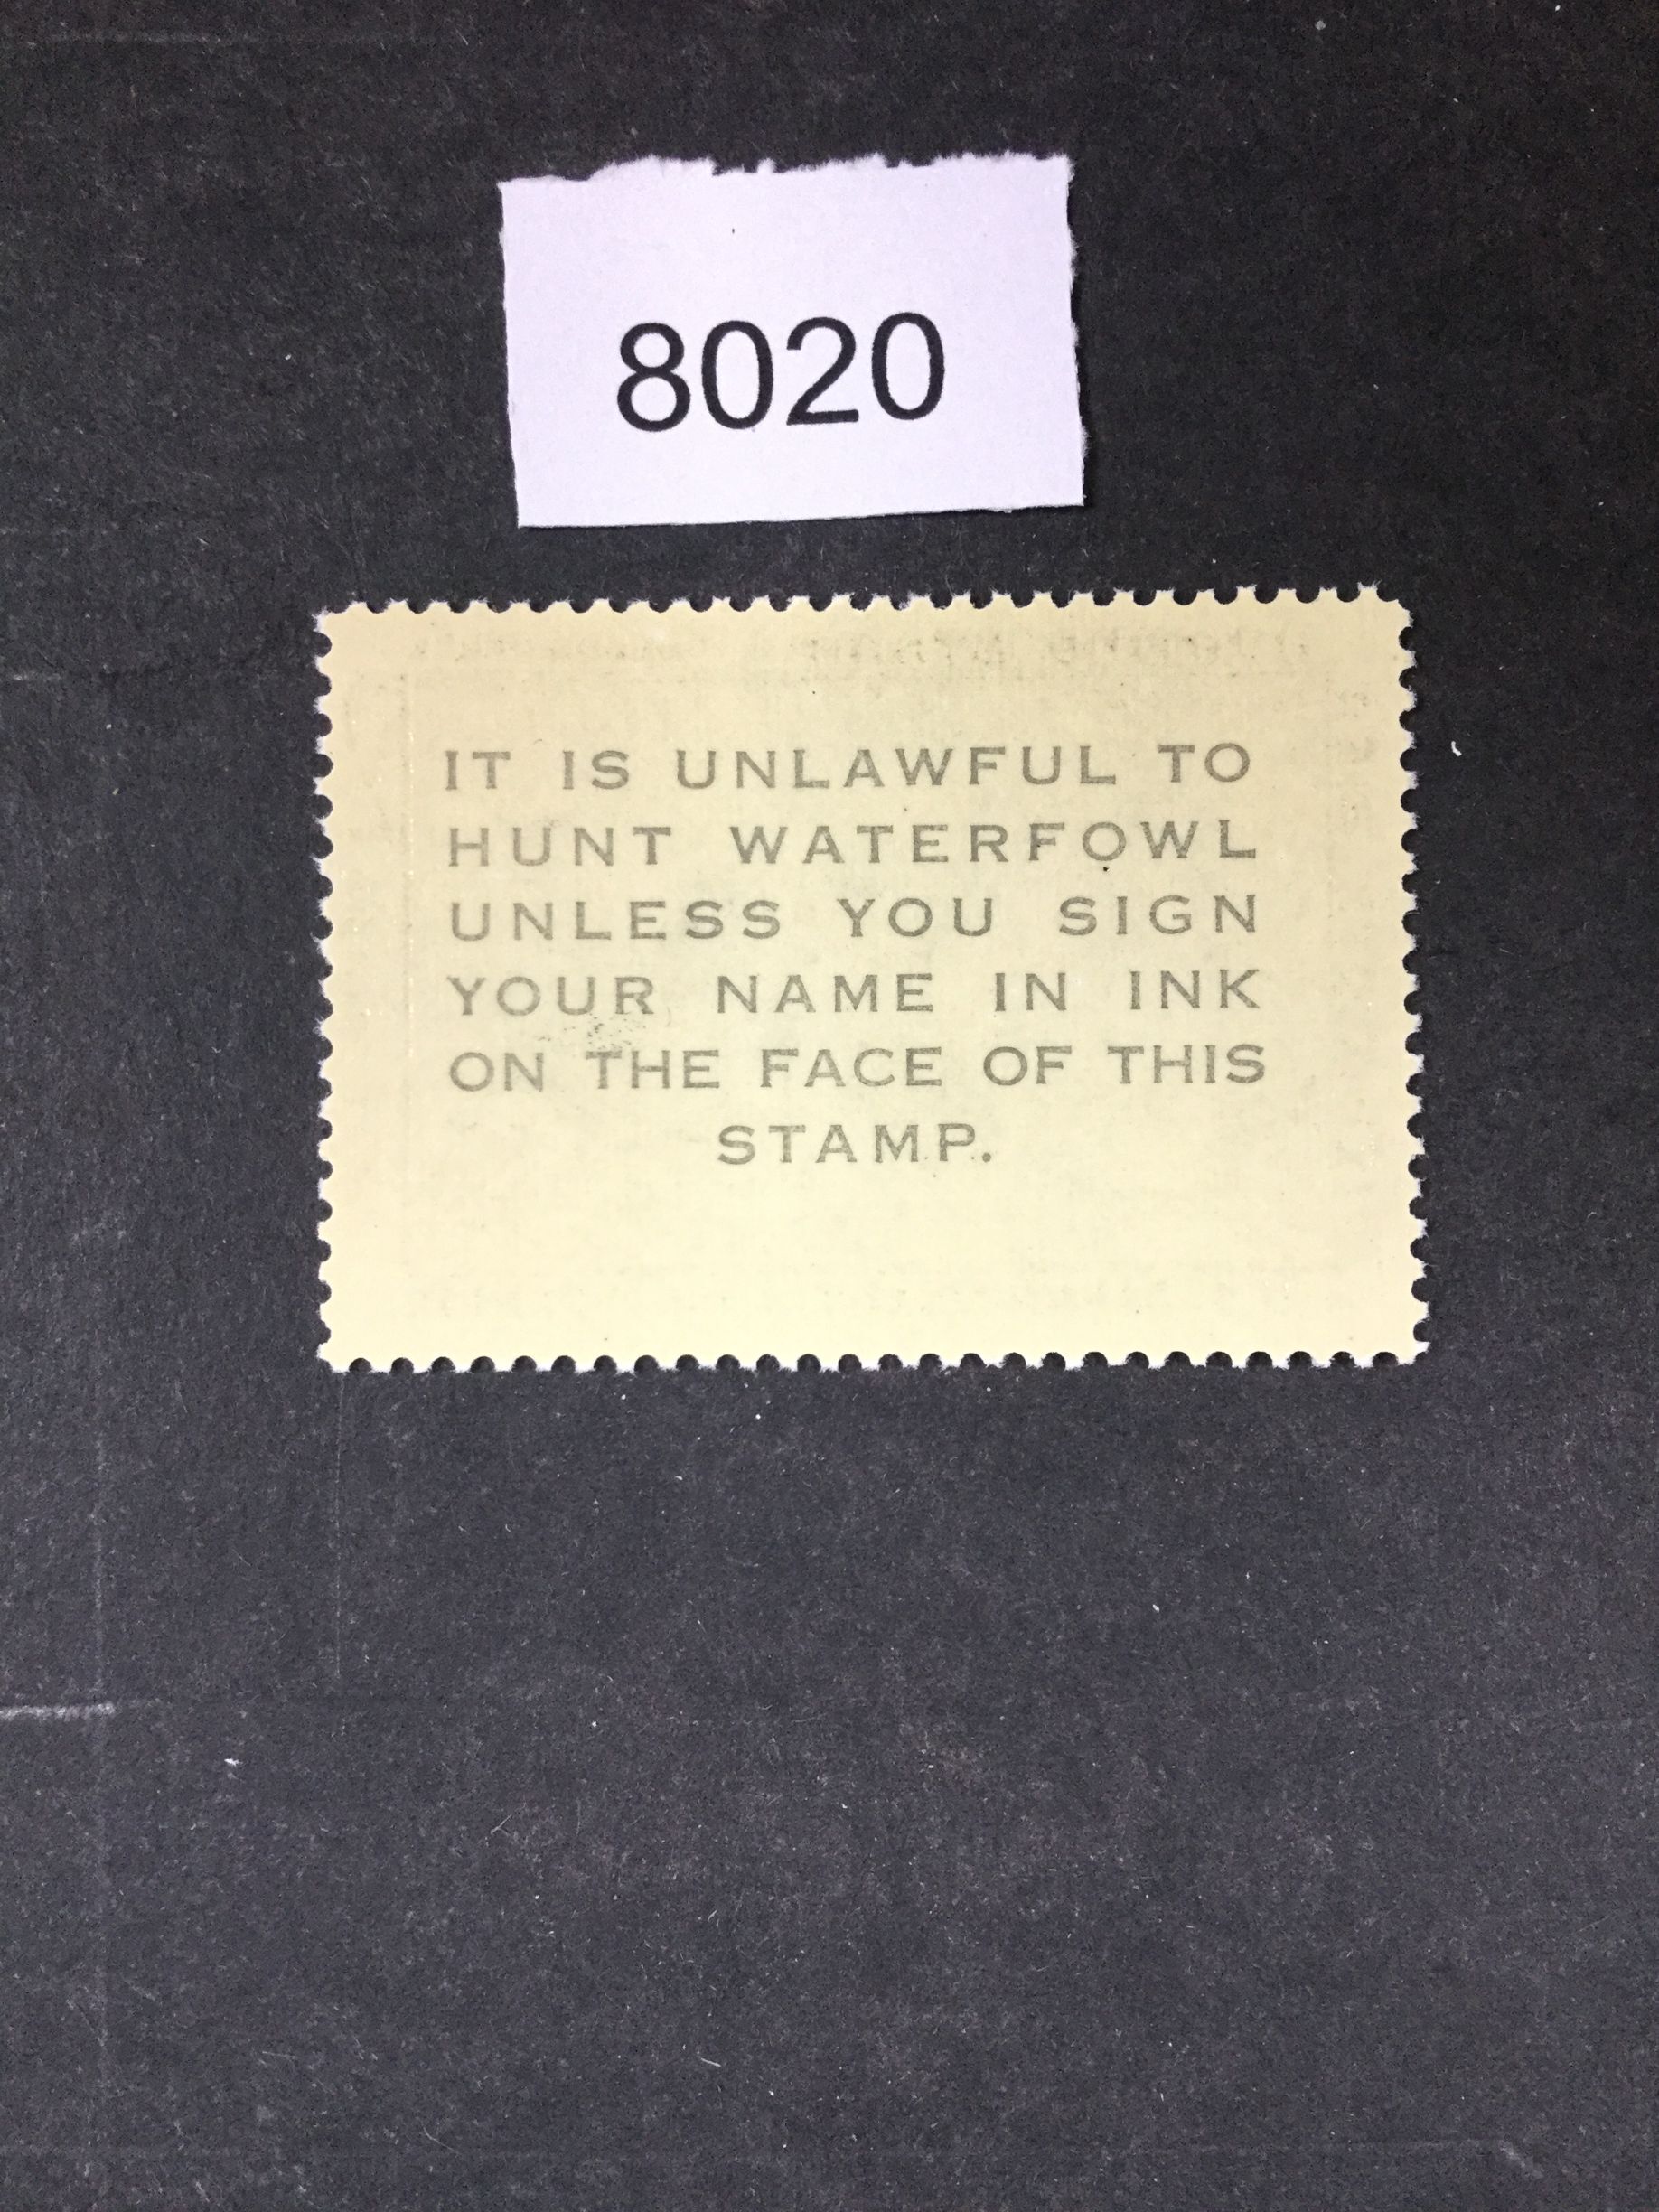 8020
IT IS UNLAWFUL TO
HUNT WATERFOWL
UNLESS YOU SIGN
YOUR NAME IN INK
ON THE FACE OF THIS
STAMP.